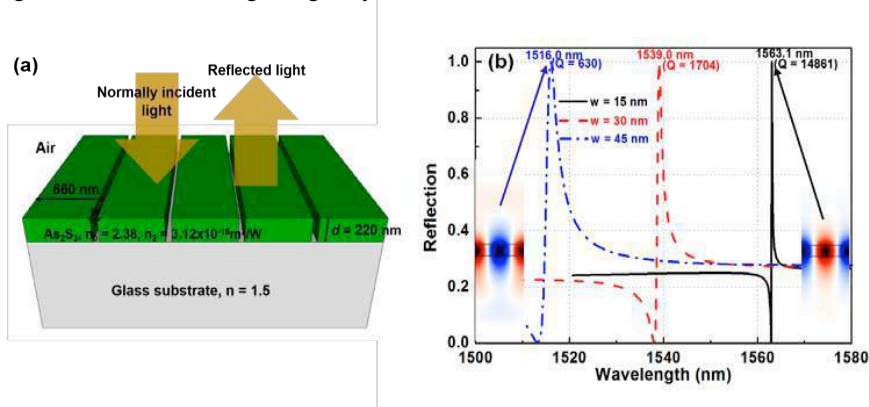 (a)
Normally incident
light
Reflected light
Air
660 nm
d = 220 nm
Glass substrate, n = 1.5
(b)
1516.0 nm
(Q = 630)
1539.0 nm
(Q = 1704)
1563.1 nm
(Q = 14861)
w = 15 nm
w = 30 nm
w = 45 nm
Reflection
1.0
0.8
0.6
0.4
0.2
0.0
1500
1520
1540
1560
1580
Wavelength (nm)